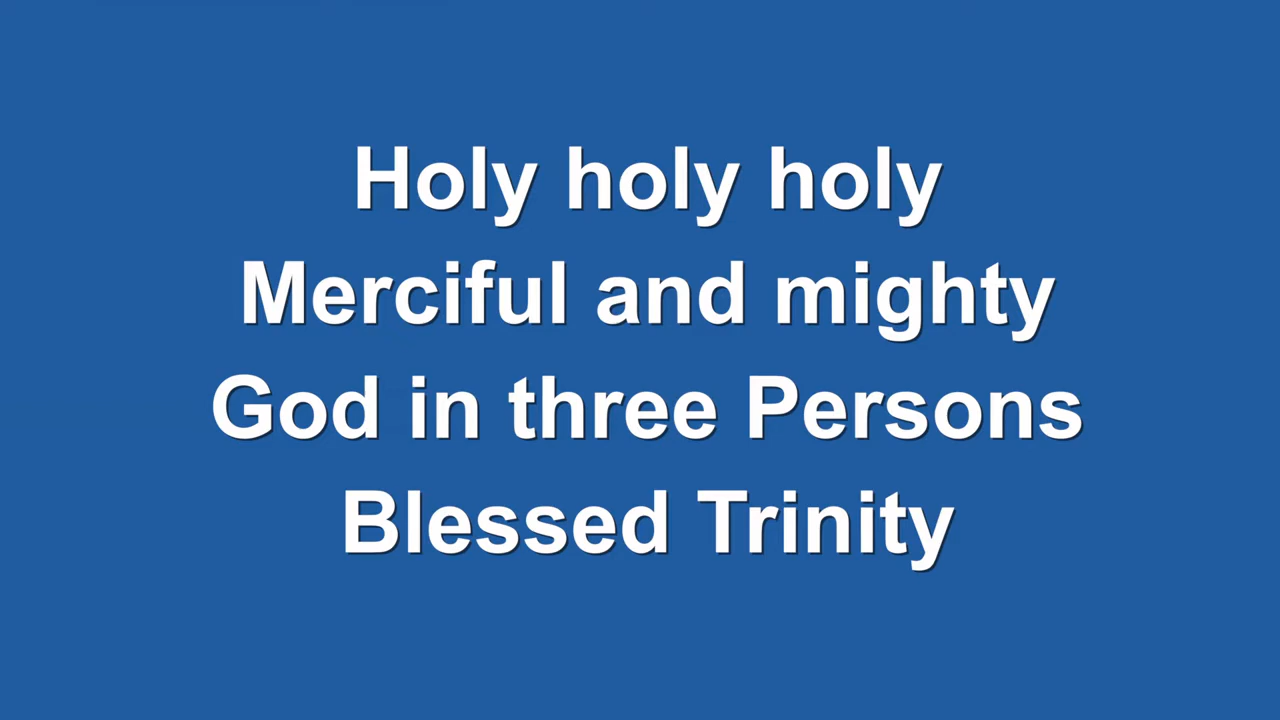 Holy holy holy
Merciful and mighty
God in three Persons
Blessed Trinity